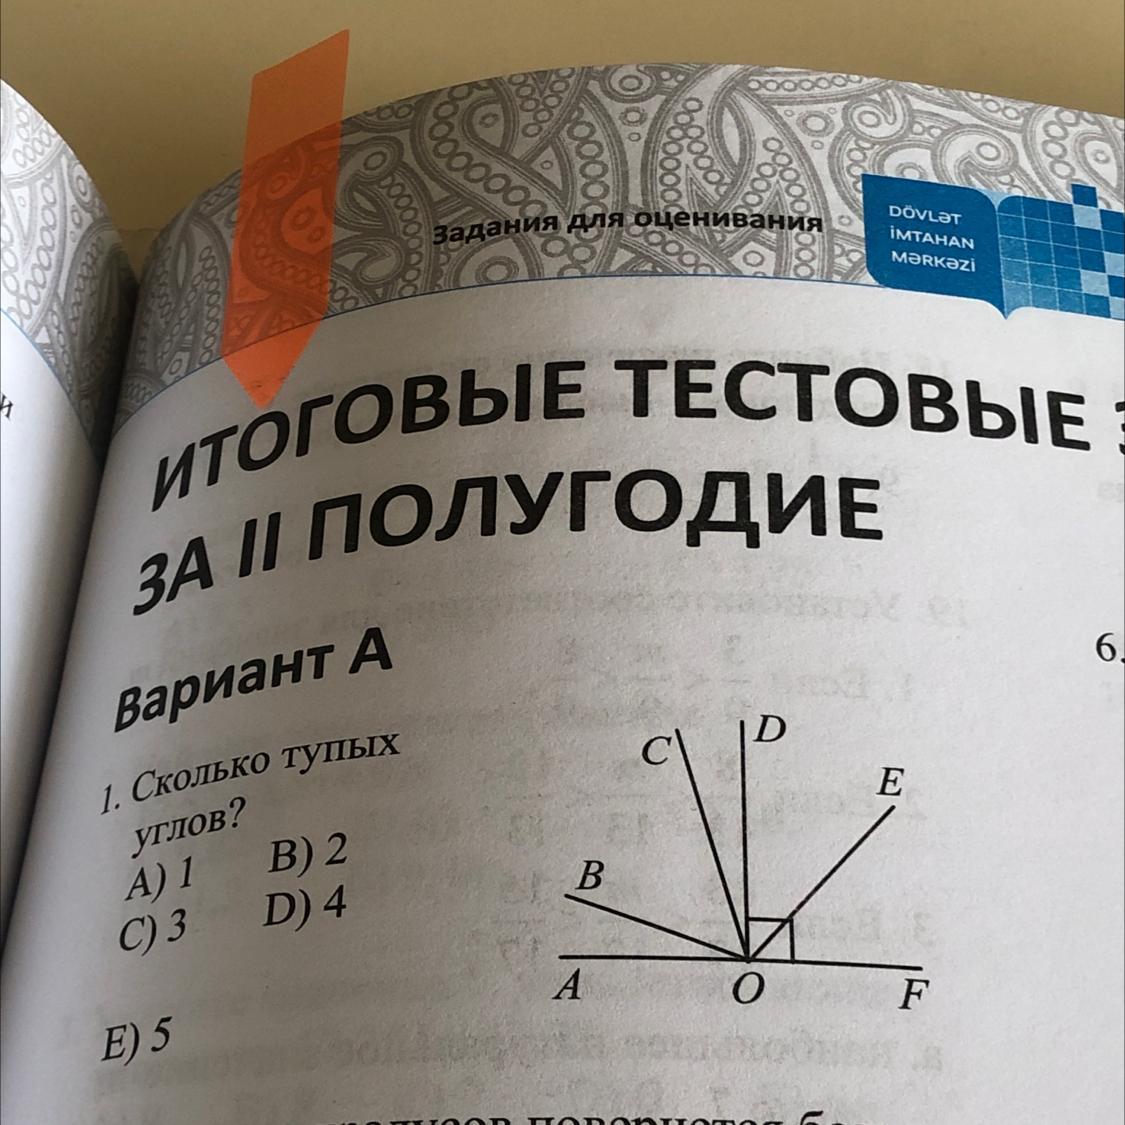 и
Задания для оценивания
DÖVLƏT
İMTAHAN
MƏRKƏZİ
ИТОГОВЫЕ ТЕСТОВЫЕ
ЗА II ПОЛУГОДИЕ
Вариант А
1. Сколько тупых
углов?
A) 1 B) 2
C) 3 D) 4
E) 5
C D
E
B
A O F
6.